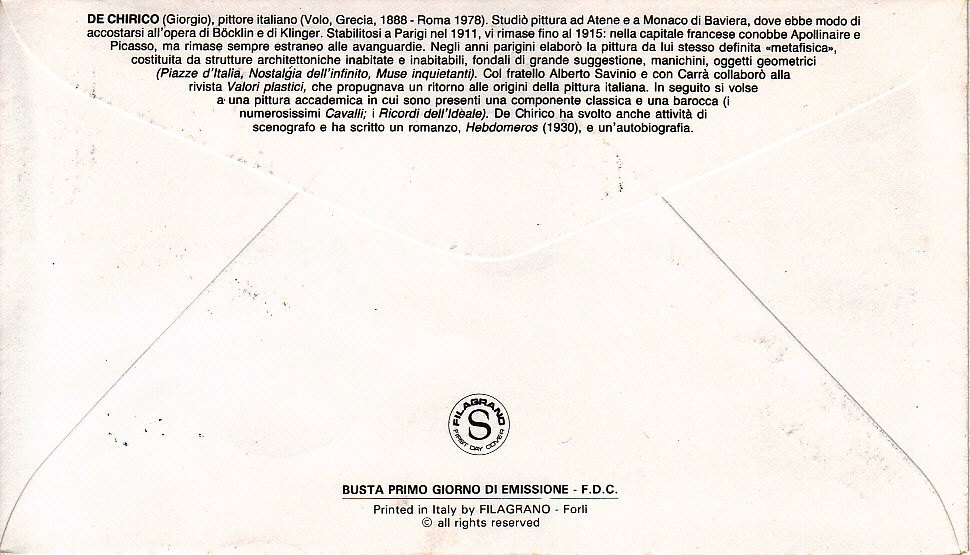 DE CHIRICO (Giorgio), pittore italiano (Volo, Grecia, 1888 - Roma 1978). Studiò pittura ad Atene e a Monaco di Baviera, dove ebbe modo di
accostarsi all'opera di Böcklin e di Klinger. Stabilitosi a Parigi nel 1911, vi rimase fino al 1915: nella capitale francese conobbe Apollinaire e
Picasso, ma rimase sempre estraneo alle avanguardie. Negli anni parigini elaborò la pittura da lui stesso definita «metafisica»,
costituita da strutture architettoniche inabitate e inabitabili, fondali di grande suggestione, manichini, oggetti geometrici
(Piazze d'Italia, Nostalgia dell'infinito, Muse inquietanti). Col fratello Alberto Savinio e con Carrà collaborò alla
rivista Valori plastici, che propugnava un ritorno alle origini della pittura italiana. In seguito si volse
a una pittura accademica in cui sono presenti una componente classica e una barocca (i
numerosissimi Cavalli; i Ricordi dell'Ideale). De Chirico ha svolto anche attività di
scenografo e ha scritto un romanzo, Hebdomeros (1930), e un'autobiografia.
FILAGRANO
S
FIRST DAY COVER
BUSTA PRIMO GIORNO DI EMISSIONE - F.D.C.
Printed in Italy by FILAGRANO - Forlì
© all rights reserved